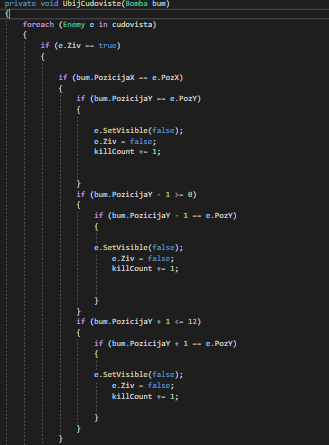 private void UbijCudoviste(Bomba bum)
{
foreach (Enemy e in cudovista)
{
if (e.Ziv == true)
{
if (bum.PozicijaX == e.PozX)
{
if (bum.PozicijaY == e.PozY)
{
e.SetVisible(false);
e.Ziv = false;
killCount += 1;
}
if (bum.PozicijaY - 1 >= 0)
{
if (bum.PozicijaY - 1 == e.PozY)
{
e.SetVisible(false);
e.Ziv = false;
killCount += 1;
}
}
if (bum.PozicijaY + 1 <= 12)
{
if (bum.PozicijaY + 1 == e.PozY)
{
e.SetVisible(false);
e.Ziv = false;
killCount += 1;
}
}
}